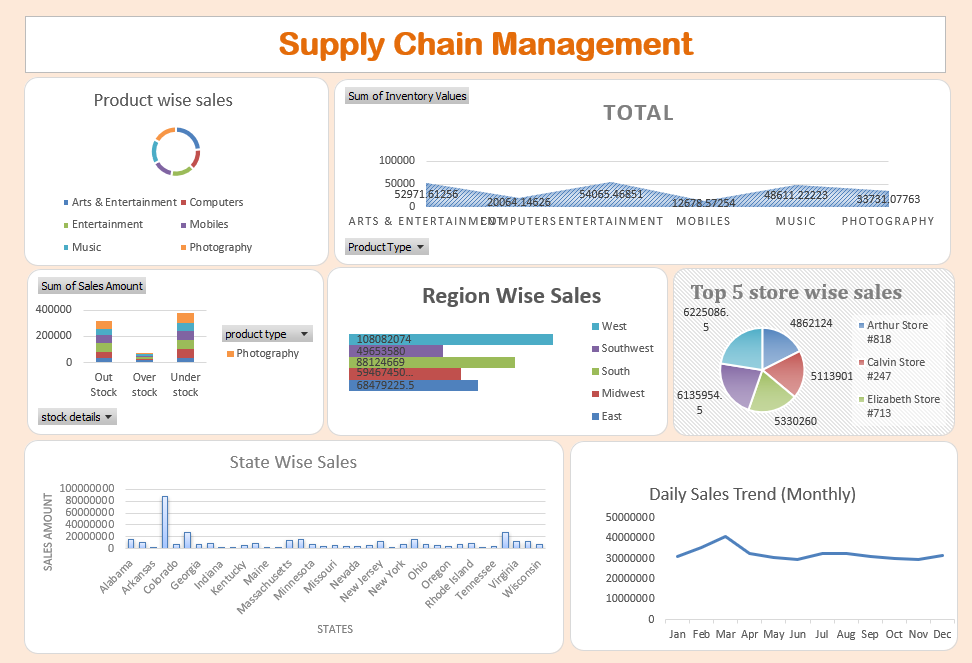 Supply Chain Management
Product wise sales
Arts & Entertainment
Computers
Entertainment
Mobiles
Music
Photography
Sum of Inventory Values
TOTAL
100000
50000
0
52971.61256
20064.14626
54065.46851
12678.57254
48611.22223
33731.07763
ARTS & ENTERTAINMENT
COMPUTERS
ENTERTAINMENT
MOBILES
MUSIC
PHOTOGRAPHY
Product Type
Sum of Sales Amount
400000
200000
0
Out
Stock
Over
stock
Under
stock
product type
Photography
stock details
Region Wise Sales
108082074
49653580
88124669
59467450...
68479225.5
West
Southwest
South
Midwest
East
Top 5 store wise sales
6225086.
5
4862124
5113901
5330260
6135954.
5
Arthur Store
#818
Calvin Store
#247
Elizabeth Store
#713
State Wise Sales
SALES AMOUNT
100000000
80000000
60000000
40000000
20000000
0
Alabama
Arkansas
Colorado
Georgia
Indiana
Kentucky
Maine
Massachusetts
Minnesota
Missouri
Nevada
New Jersey
New York
Ohio
Oregon
Rhode Island
Tennessee
Virginia
Wisconsin
STATES
Daily Sales Trend (Monthly)
50000000
40000000
30000000
20000000
10000000
0
Jan Feb Mar Apr May Jun Jul Aug Sep Oct Nov Dec